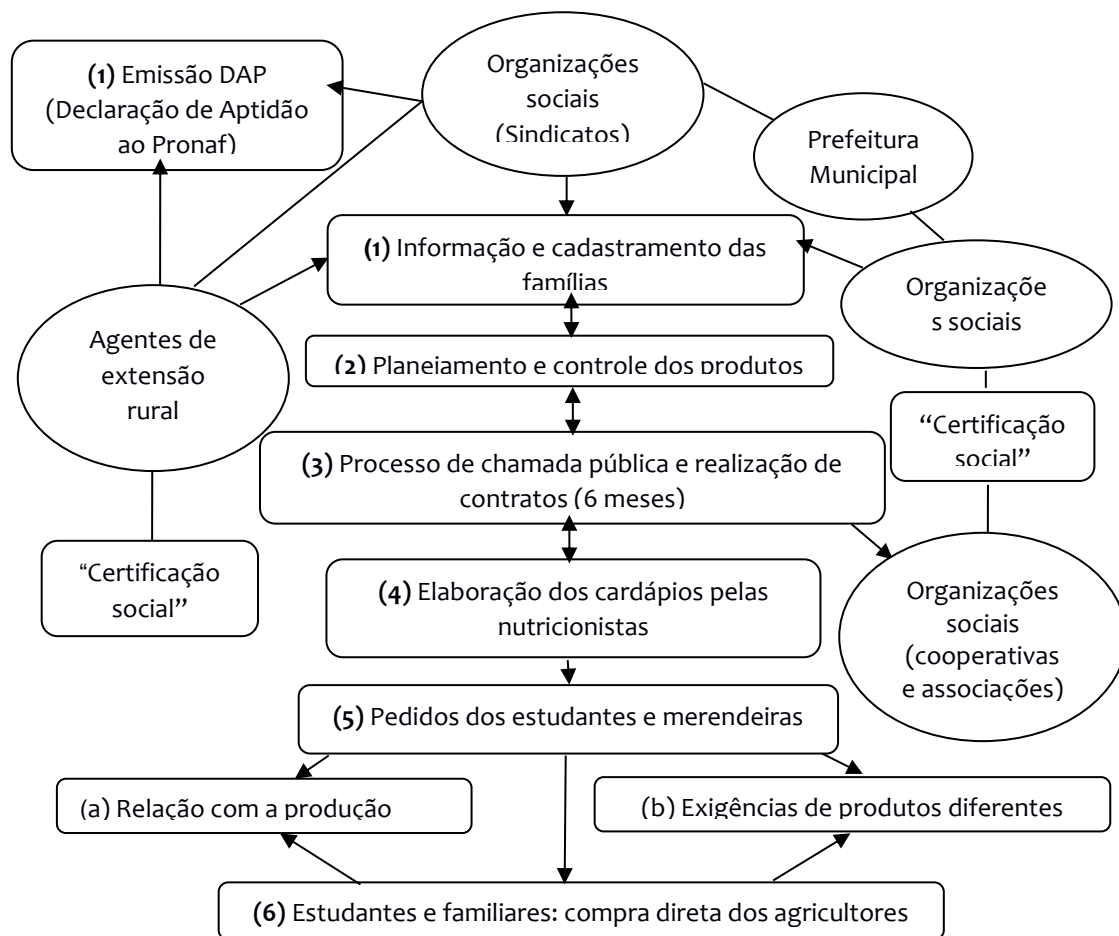 (1) Emissão DAP
(Declaração de Aptidão
ao Pronaf)
Organizações
sociais
(Sindicatos)
Prefeitura
Municipal
(1) Informação e cadastramento das
famílias
Organizaçõe
s sociais
Agentes de
extensão
rural
(2) Planejamento e controle dos produtos
“Certificação
social”
(3) Processo de chamada pública e realização de
contratos (6 meses)
“Certificação
social”
(4) Elaboração dos cardápios pelas
nutricionistas
Organizações
sociais
(cooperativas
e associações)
(5) Pedidos dos estudantes e merendeiras
(a) Relação com a produção
(b) Exigências de produtos diferentes
(6) Estudantes e familiares: compra direta dos agricultores